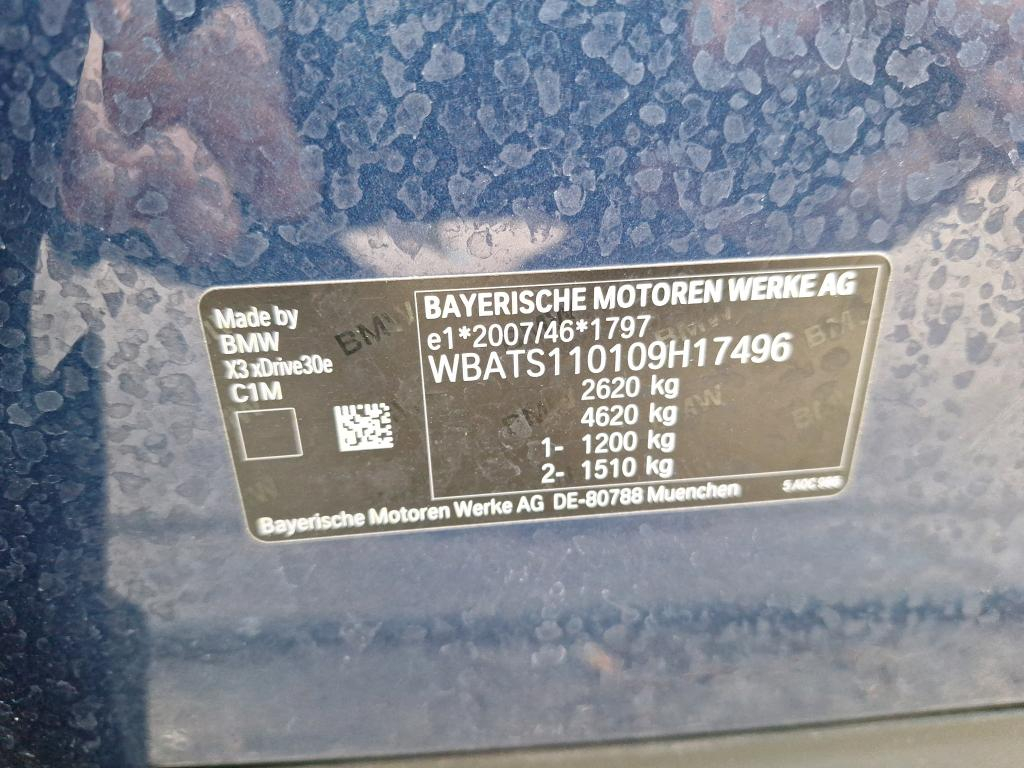 Made by
BMW
X3 xDrive30e
C1M
BAYERISCHE MOTOREN WERKE AG
e1*2007/46*1797
WBATS110109H17496
2620 kg
4620 kg
1- 1200 kg
2- 1510 kg
Bayerische Motoren Werke AG DE-80788 Muenchen